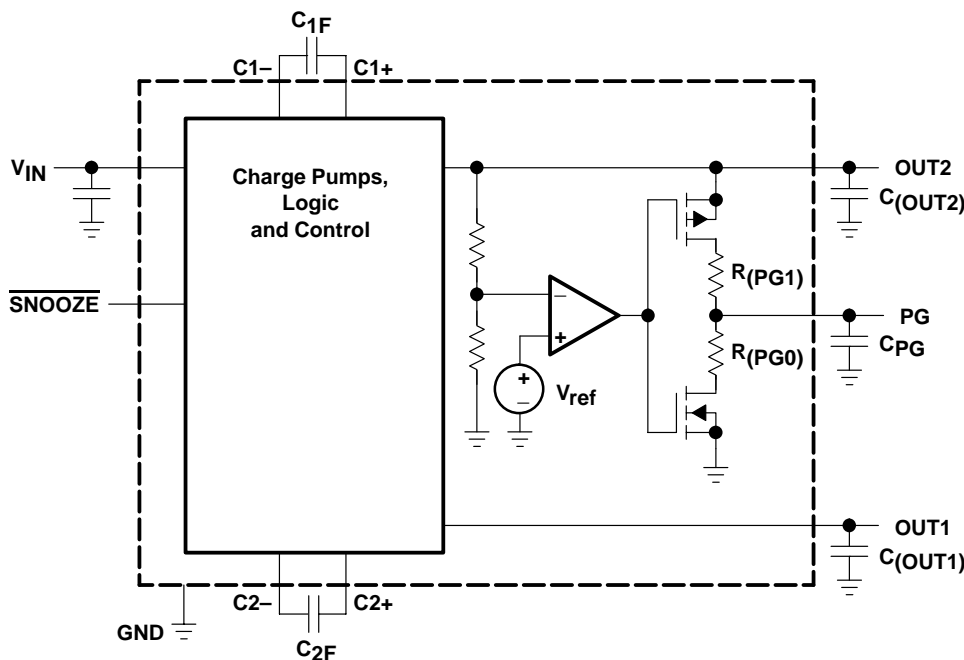 C1F
C1– C1+
VIN
Charge Pumps,
Logic
and Control
OUT2
C(OUT2)
R(PG1)
SNOOZE
–
+
PG
CPG
R(PG0)
+
–
Vref
OUT1
C(OUT1)
C2– C2+
GND
C2F